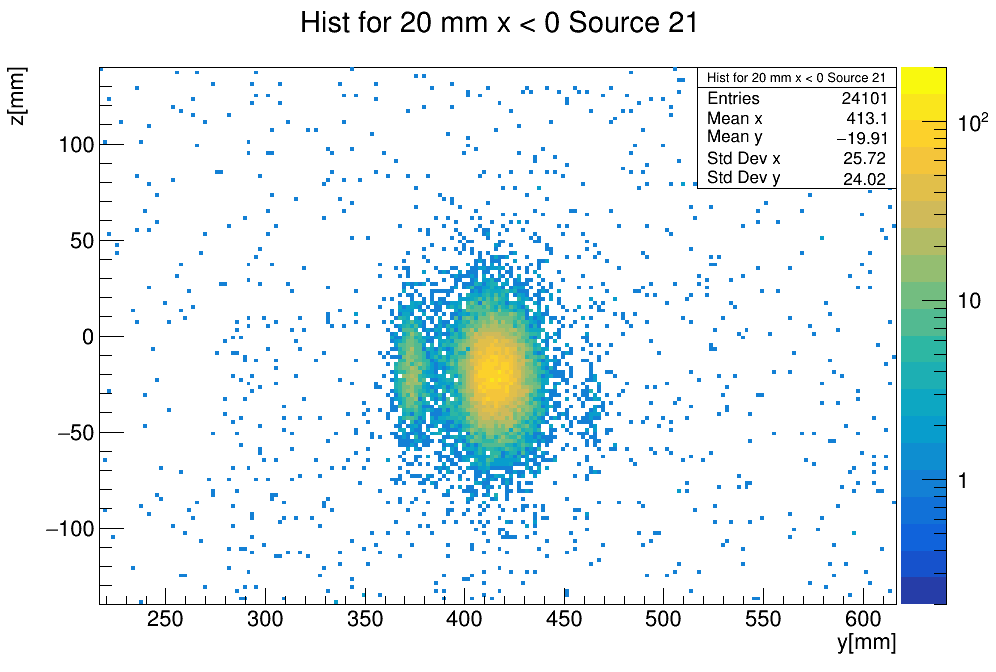 Hist for 20 mm x < 0 Source 21
z[mm]
Hist for 20 mm x < 0 Source 21
Entries 24101
Mean x 413.1
Mean y −19.91
Std Dev x 25.72
Std Dev y 24.02
100
50
0
−50
−100
250 300 350 400 450 500 550 600
y[mm]
10²
10
1